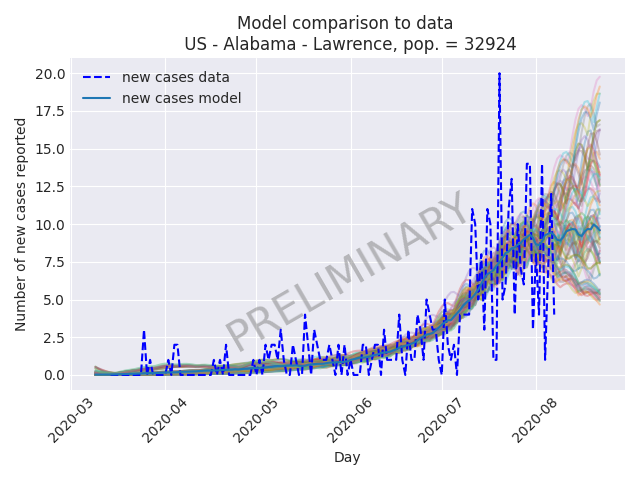 Model comparison to data
US - Alabama - Lawrence, pop. = 32924
20.0
17.5
15.0
12.5
10.0
7.5
5.0
2.5
0.0
Number of new cases reported
new cases data
new cases model
PRELIMINARY
2020-03
2020-04
2020-05
2020-06
2020-07
2020-08
Day